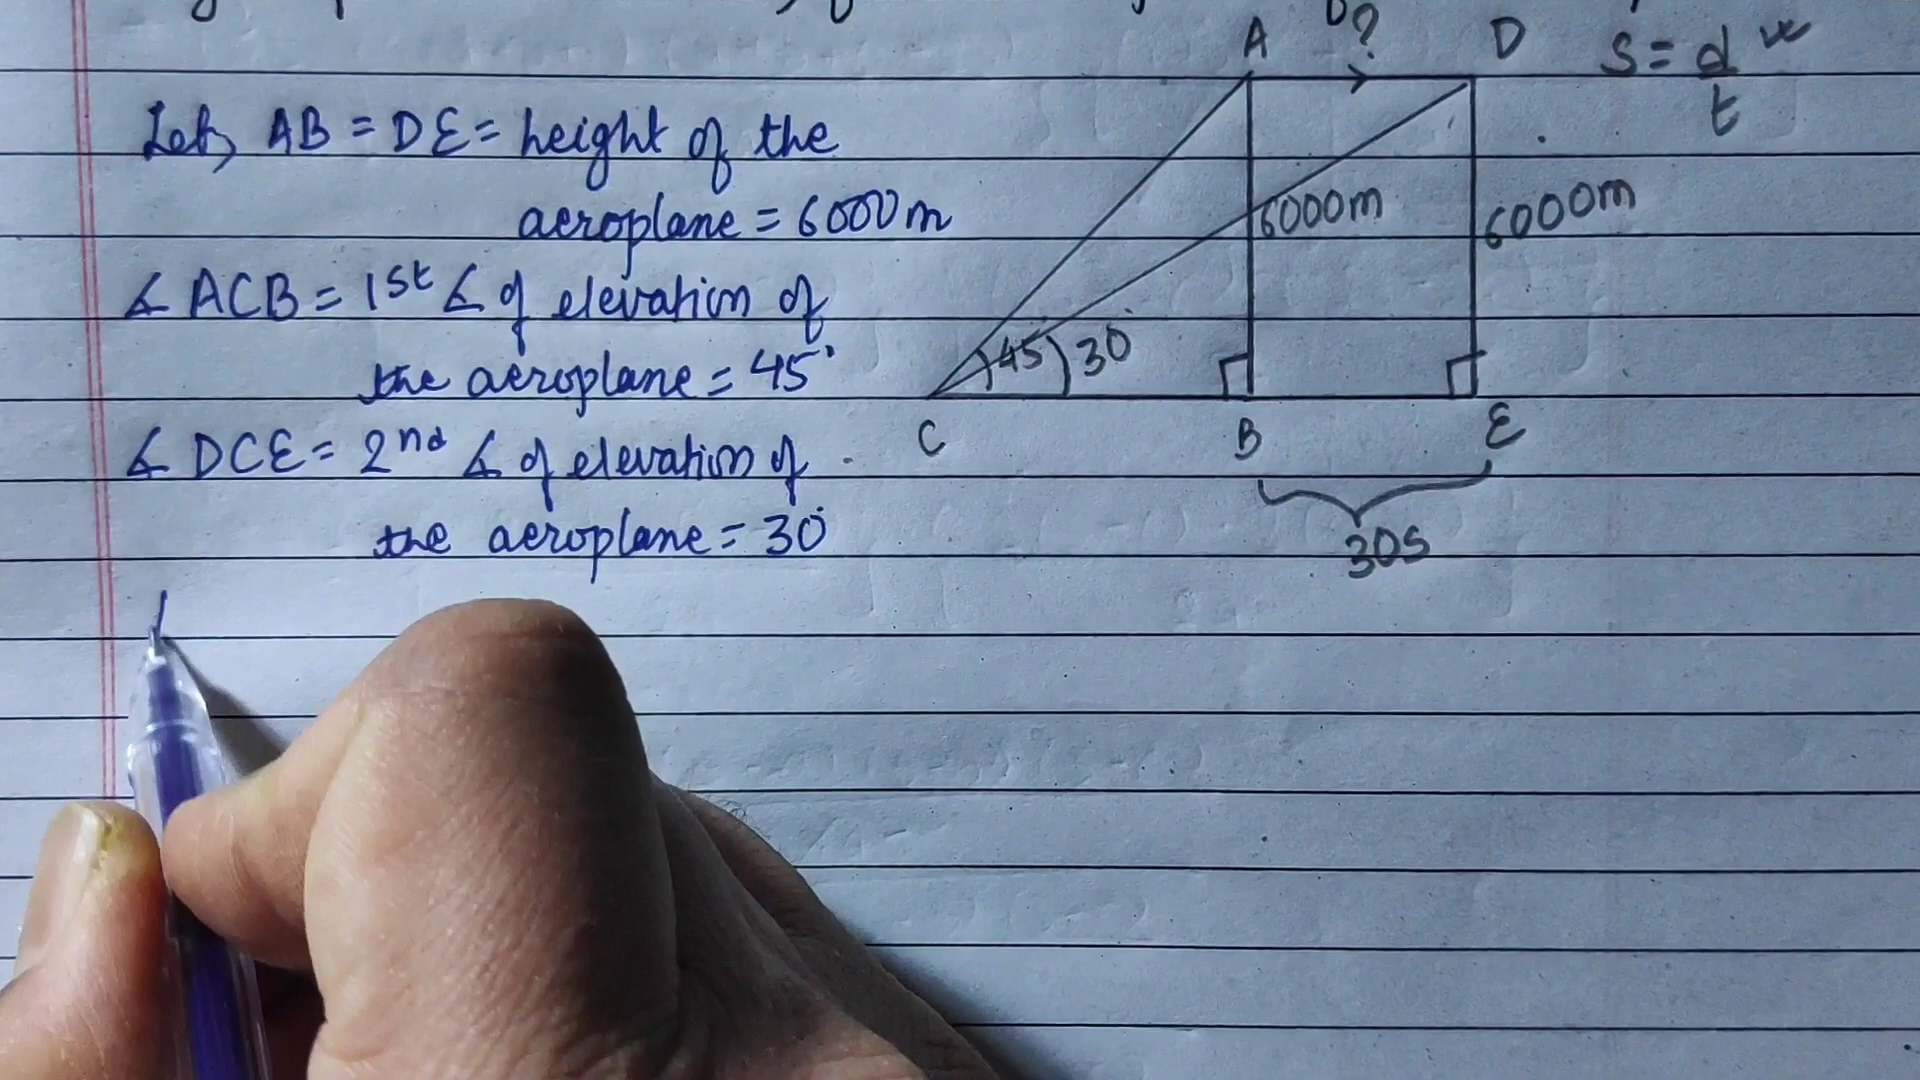 A ? D S = d
t
Let, AB = DE = height of the
aeroplane = 6000m
6000m 6000m
∡ ACB = 1st ∡ of elevation of
the aeroplane = 45°
45 30°
∡ DCE = 2nd ∡ of elevation of
C B E
the aeroplane = 30°
30s